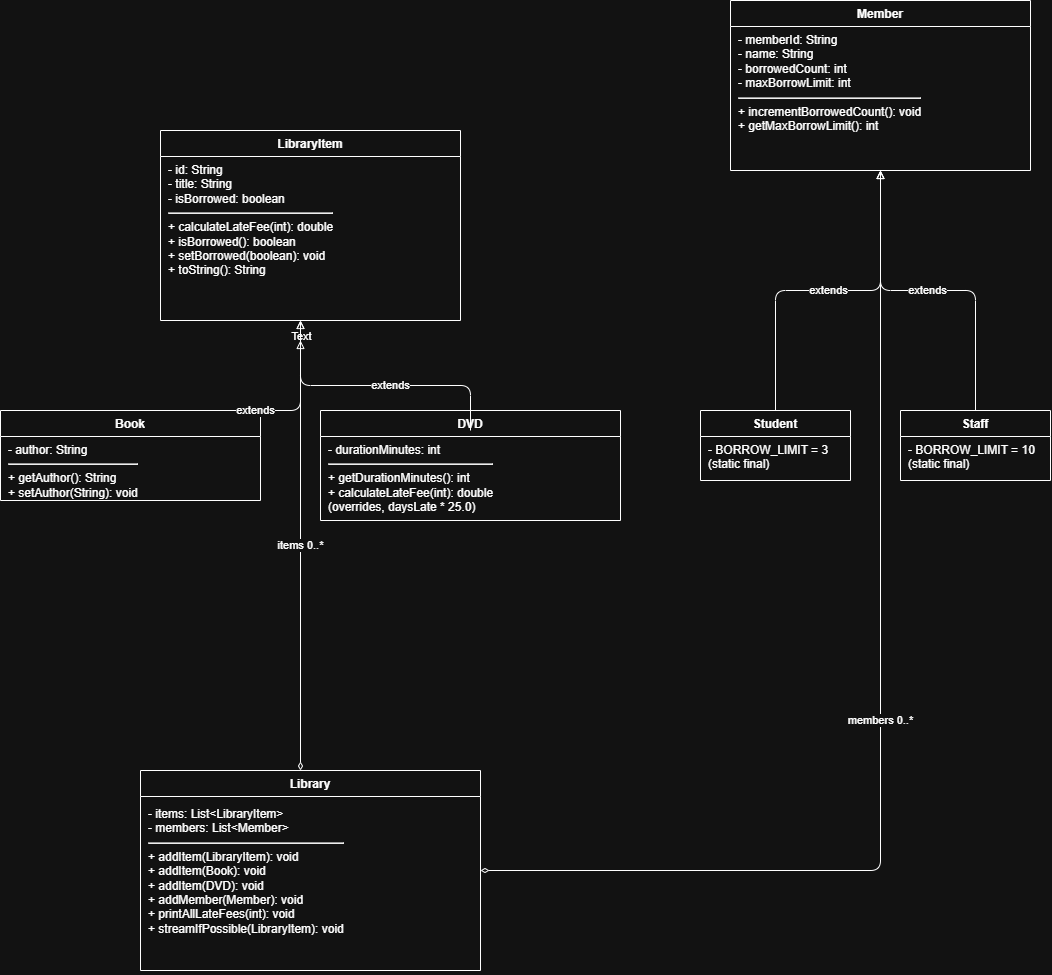 Member
- memberId: String
- name: String
- borrowedCount: int
- maxBorrowLimit: int
+ incrementBorrowedCount(): void
+ getMaxBorrowLimit(): int
LibraryItem
- id: String
- title: String
- isBorrowed: boolean
+ calculateLateFee(int): double
+ isBorrowed(): boolean
+ setBorrowed(boolean): void
+ toString(): String
Text
extends
extends
extends
extends
Book
- author: String
+ getAuthor(): String
+ setAuthor(String): void
DVD
- durationMinutes: int
+ getDurationMinutes(): int
+ calculateLateFee(int): double
(overrides, daysLate * 25.0)
Student
- BORROW_LIMIT = 3
(static final)
Staff
- BORROW_LIMIT = 10
(static final)
items 0..*
members 0..*
Library
- items: List<LibraryItem>
- members: List<Member>
+ addItem(LibraryItem): void
+ addItem(Book): void
+ addItem(DVD): void
+ addMember(Member): void
+ printAllLateFees(int): void
+ streamIfPossible(LibraryItem): void